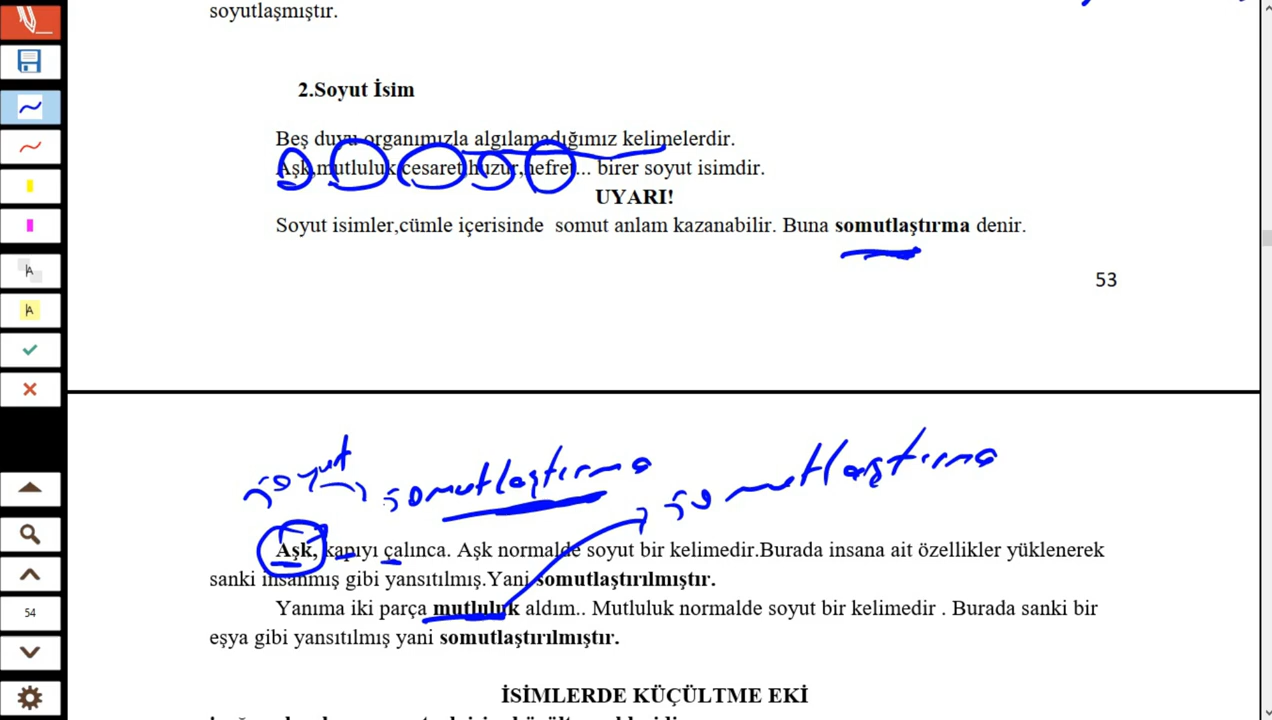 soyutlaşmıştır.
2.Soyut İsim
Beş duyu organımızla algılamadığımız kelimelerdir.
Aşk,mutluluk,cesaret,huzur,nefret... birer soyut isimdir.
UYARI!
Soyut isimler,cümle içerisinde somut anlam kazanabilir. Buna somutlaştırma denir.
53
soyut somutlaştırma somutlaştırma
Aşk, kapıyı çalınca. Aşk normalde soyut bir kelimedir.Burada insana ait özellikler yüklenerek
sanki insanmış gibi yansıtılmış.Yani somutlaştırılmıştır.
Yanıma iki parça mutluluk aldım.. Mutluluk normalde soyut bir kelimedir . Burada sanki bir
eşya gibi yansıtılmış yani somutlaştırılmıştır.
54
İSİMLERDE KÜÇÜLTME EKİ